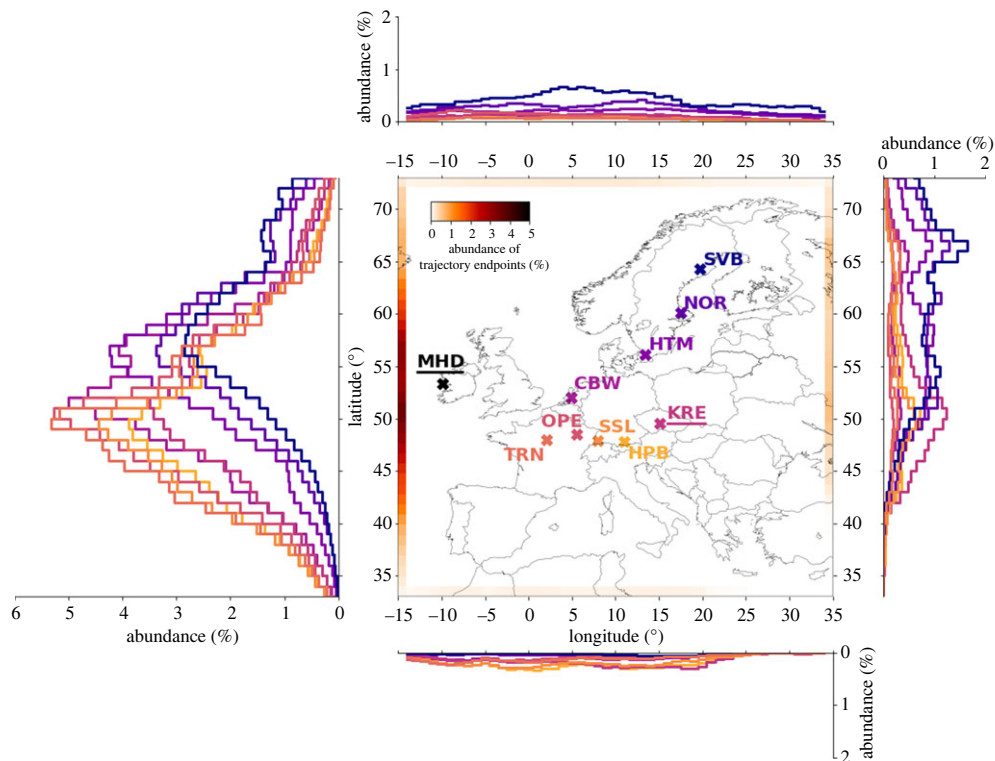 2
1
0
abundance (%)
abundance (%)
0 1 2
−15 −10 −5 0 5 10 15 20 25 30 35
70
65
60
55
50
45
40
35
latitude (°)
6 5 4 3 2 1 0
abundance (%)
0 1 2 3 4 5
abundance of
trajectory endpoints (%)
SVB
NOR
HTM
MHD
CBW
KRE
OPE
SSL
TRN
HPB
70
65
60
55
50
45
40
35
−15 −10 −5 0 5 10 15 20 25 30 35
longitude (°)
0
1
2
abundance (%)